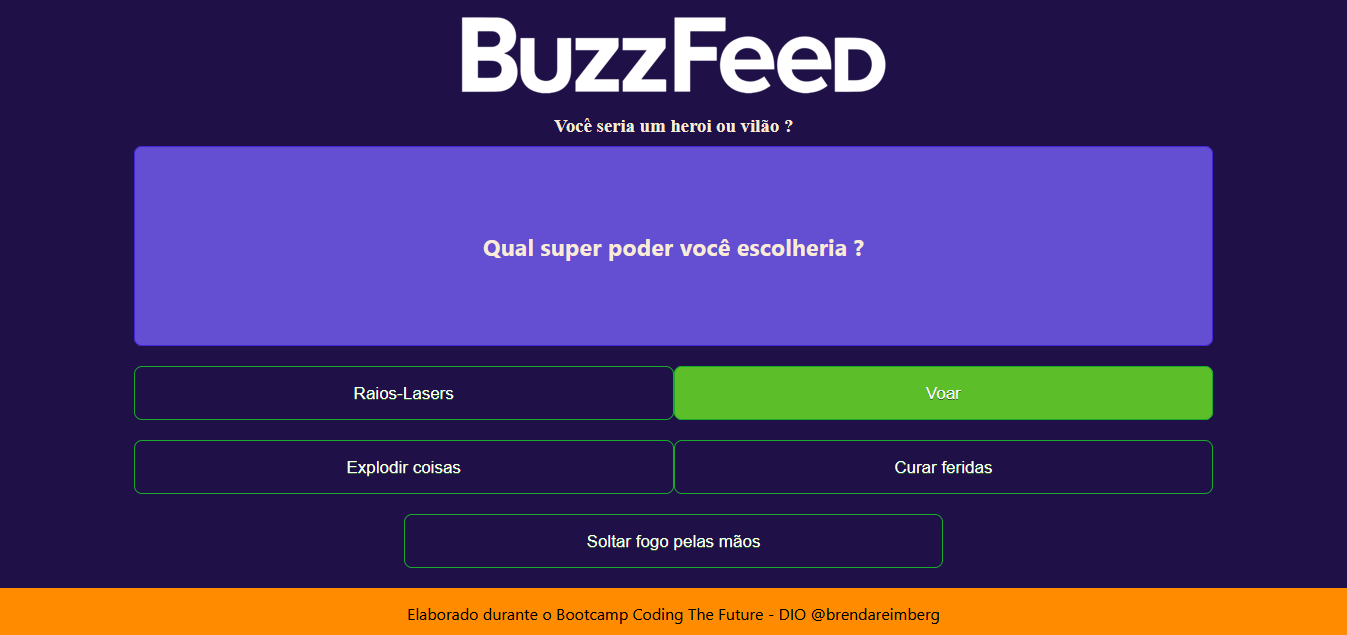 BuzzFeed
Você seria um heroi ou vilão ?
Qual super poder você escolheria ?
Raios-Lasers
Voar
Explodir coisas
Curar feridas
Soltar fogo pelas mãos
Elaborado durante o Bootcamp Coding The Future - DIO @brendareimberg